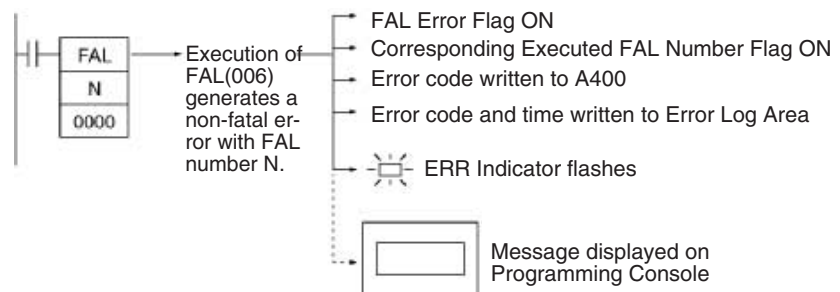 FAL
N
0000
Execution of
FAL(006)
generates a
non-fatal er-
ror with FAL
number N.
FAL Error Flag ON
Corresponding Executed FAL Number Flag ON
Error code written to A400
Error code and time written to Error Log Area
ERR Indicator flashes
Message displayed on
Programming Console